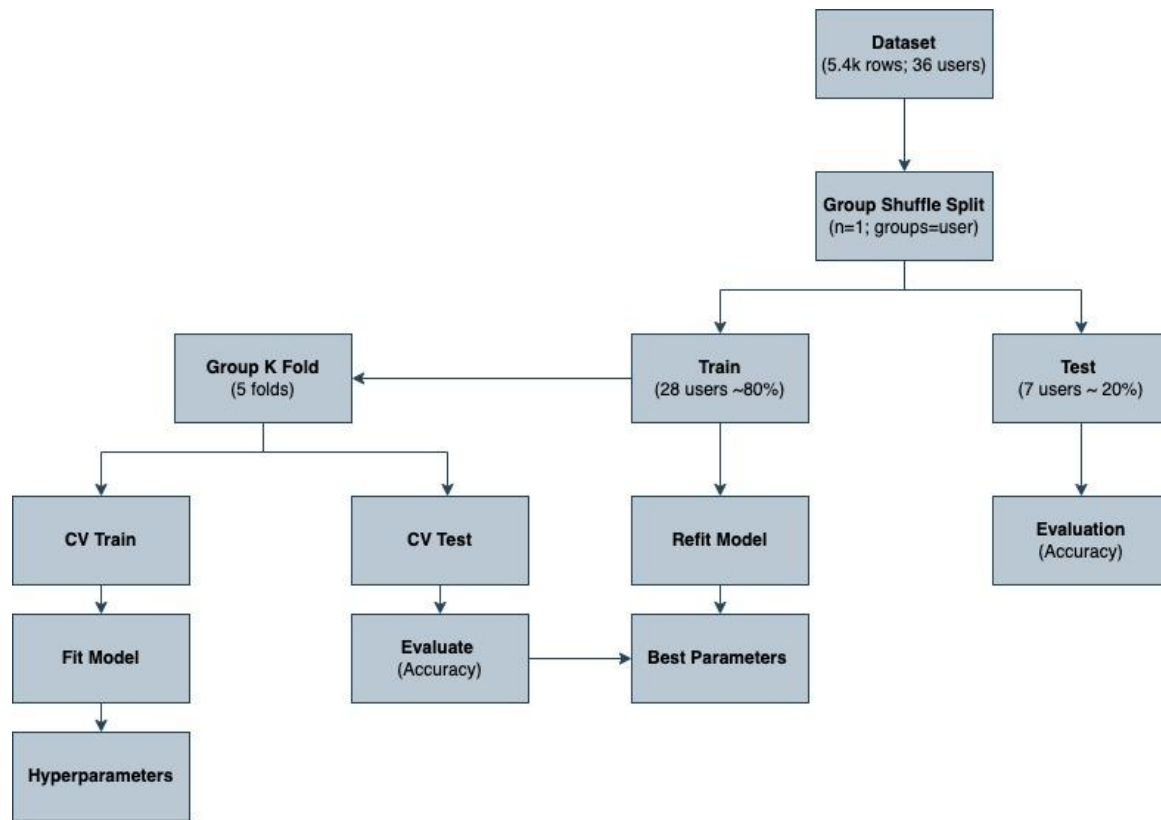 Dataset
(5.4k rows; 36 users)
Group Shuffle Split
(n=1; groups=user)
Group K Fold
(5 folds)
Train
(28 users ~80%)
Test
(7 users ~ 20%)
CV Train
CV Test
Refit Model
Evaluation
(Accuracy)
Fit Model
Evaluate
(Accuracy)
Best Parameters
Hyperparameters